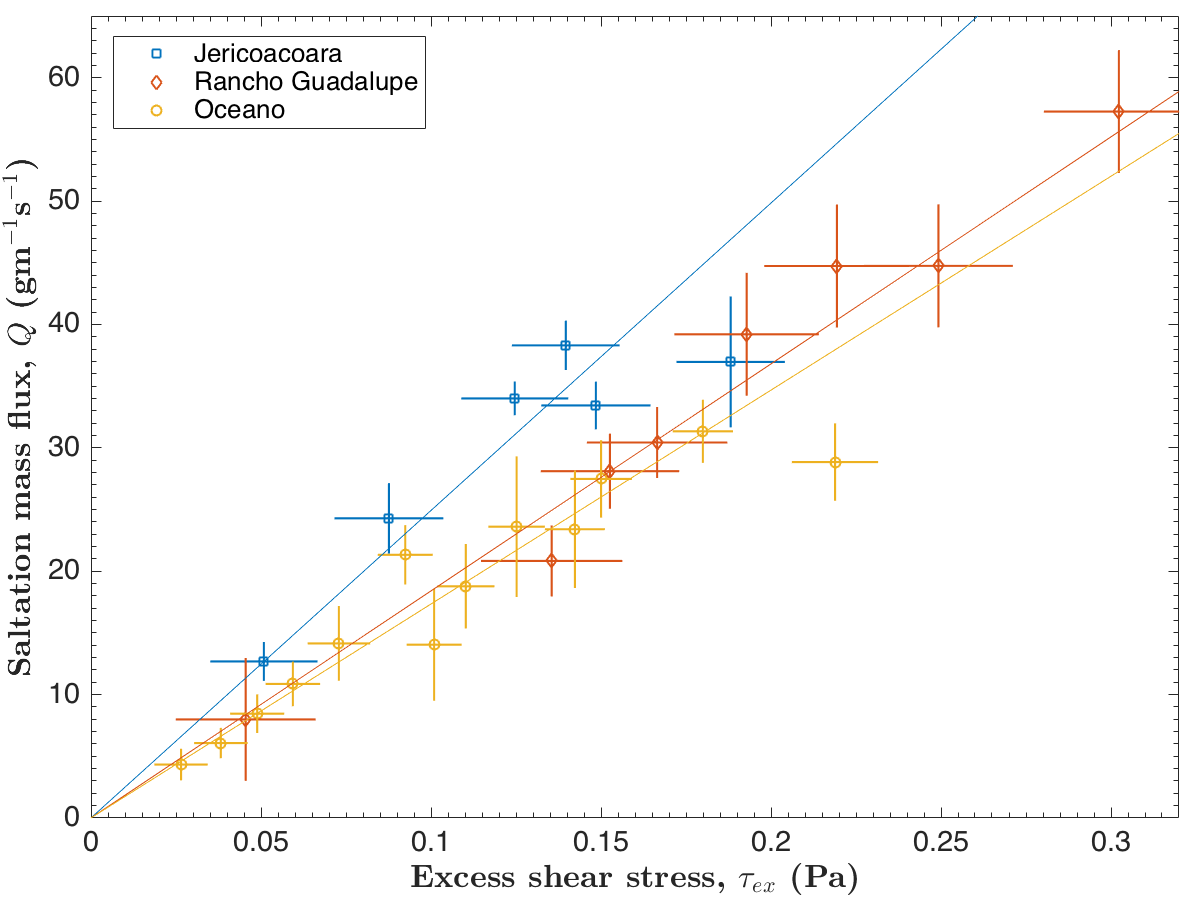 Jericoacoara
Rancho Guadalupe
Oceano
60
50
40
30
20
10
0
Saltation mass flux, Q (gm⁻¹s⁻¹)
0 0.05 0.1 0.15 0.2 0.25 0.3
Excess shear stress, τₑₓ (Pa)